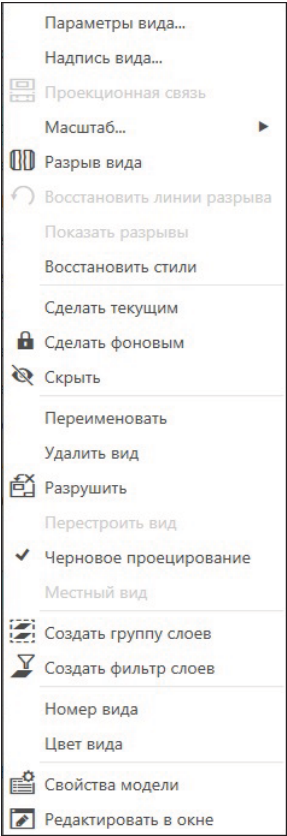 Параметры вида...
Надпись вида...
Проекционная связь
Масштаб...
Разрыв вида
Восстановить линии разрыва
Показать разрывы
Восстановить стили
Сделать текущим
Сделать фоновым
Скрыть
Переименовать
Удалить вид
Разрушить
Перестроить вид
Черновое проецирование
Местный вид
Создать группу слоев
Создать фильтр слоев
Номер вида
Цвет вида
Свойства модели
Редактировать в окне